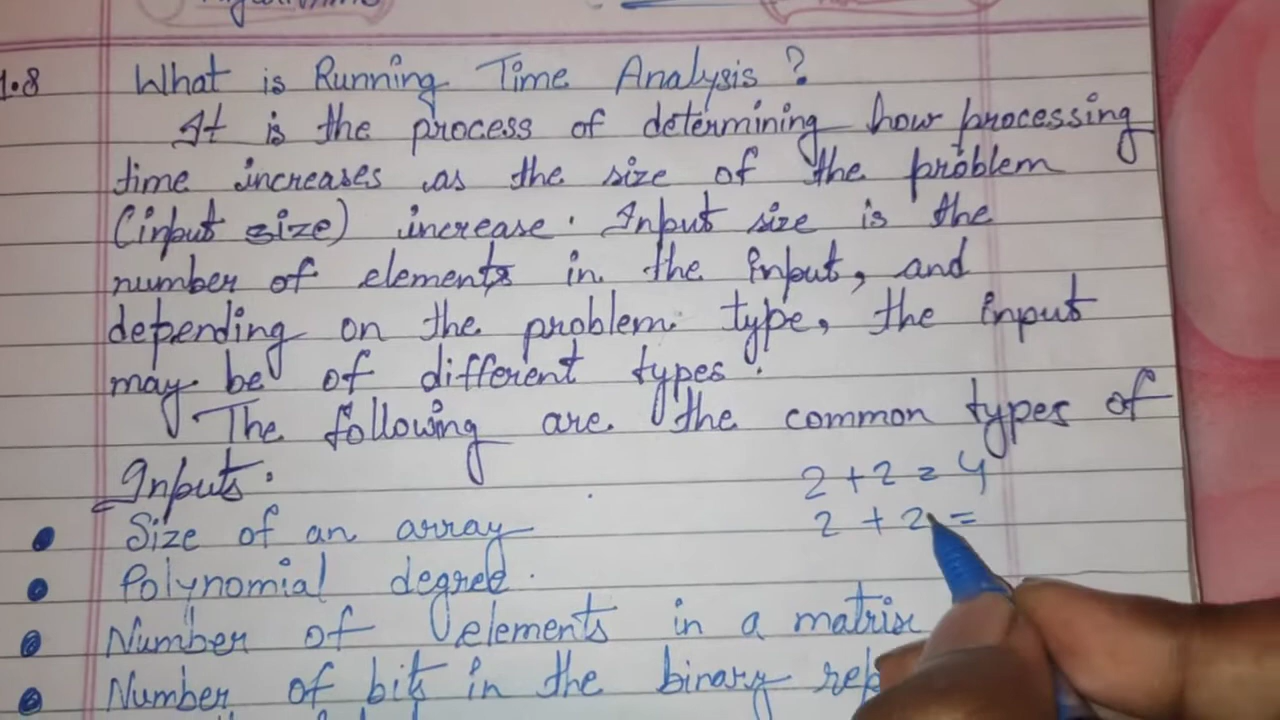 Algorithms
1.8 What is Running Time Analysis?
It is the process of determining how processing
time increases as the size of the problem
(input size) increase. Input size is the
number of elements in the input, and
depending on the problem type, the input
may be of different types.
The following are the common types of
Inputs.
2 + 2 = 4
2 + 2 =
• Size of an array
• Polynomial degree.
• Number of elements in a matrix
• Number of bits in the binary rep